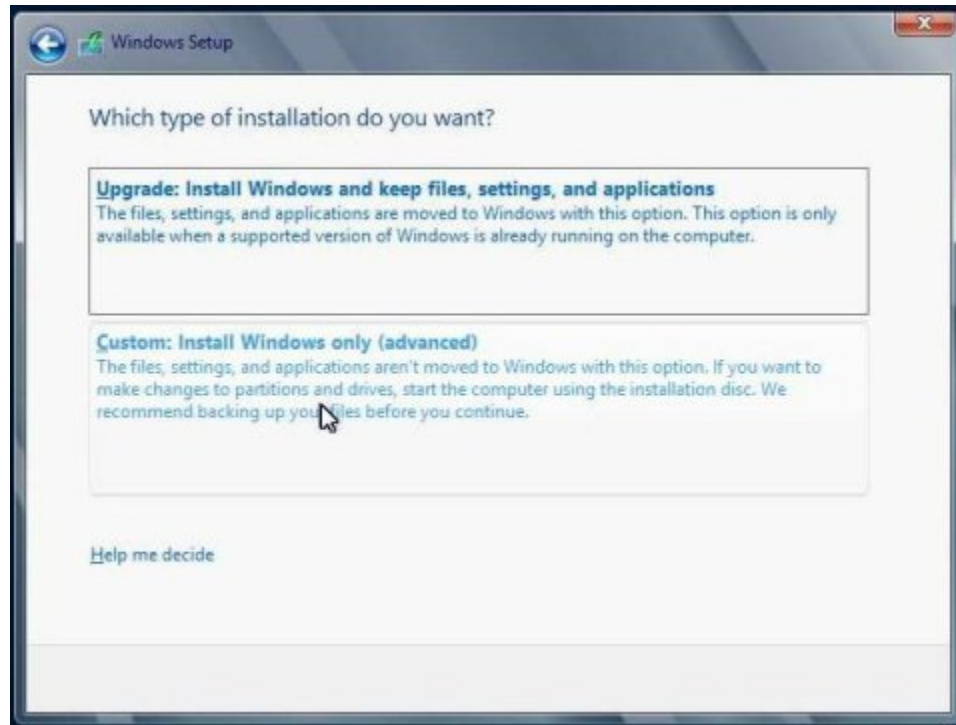 Windows Setup
Which type of installation do you want?
Upgrade: Install Windows and keep files, settings, and applications
The files, settings, and applications are moved to Windows with this option. This option is only
available when a supported version of Windows is already running on the computer.
Custom: Install Windows only (advanced)
The files, settings, and applications aren't moved to Windows with this option. If you want to
make changes to partitions and drives, start the computer using the installation disc. We
recommend backing up your files before you continue.
Help me decide